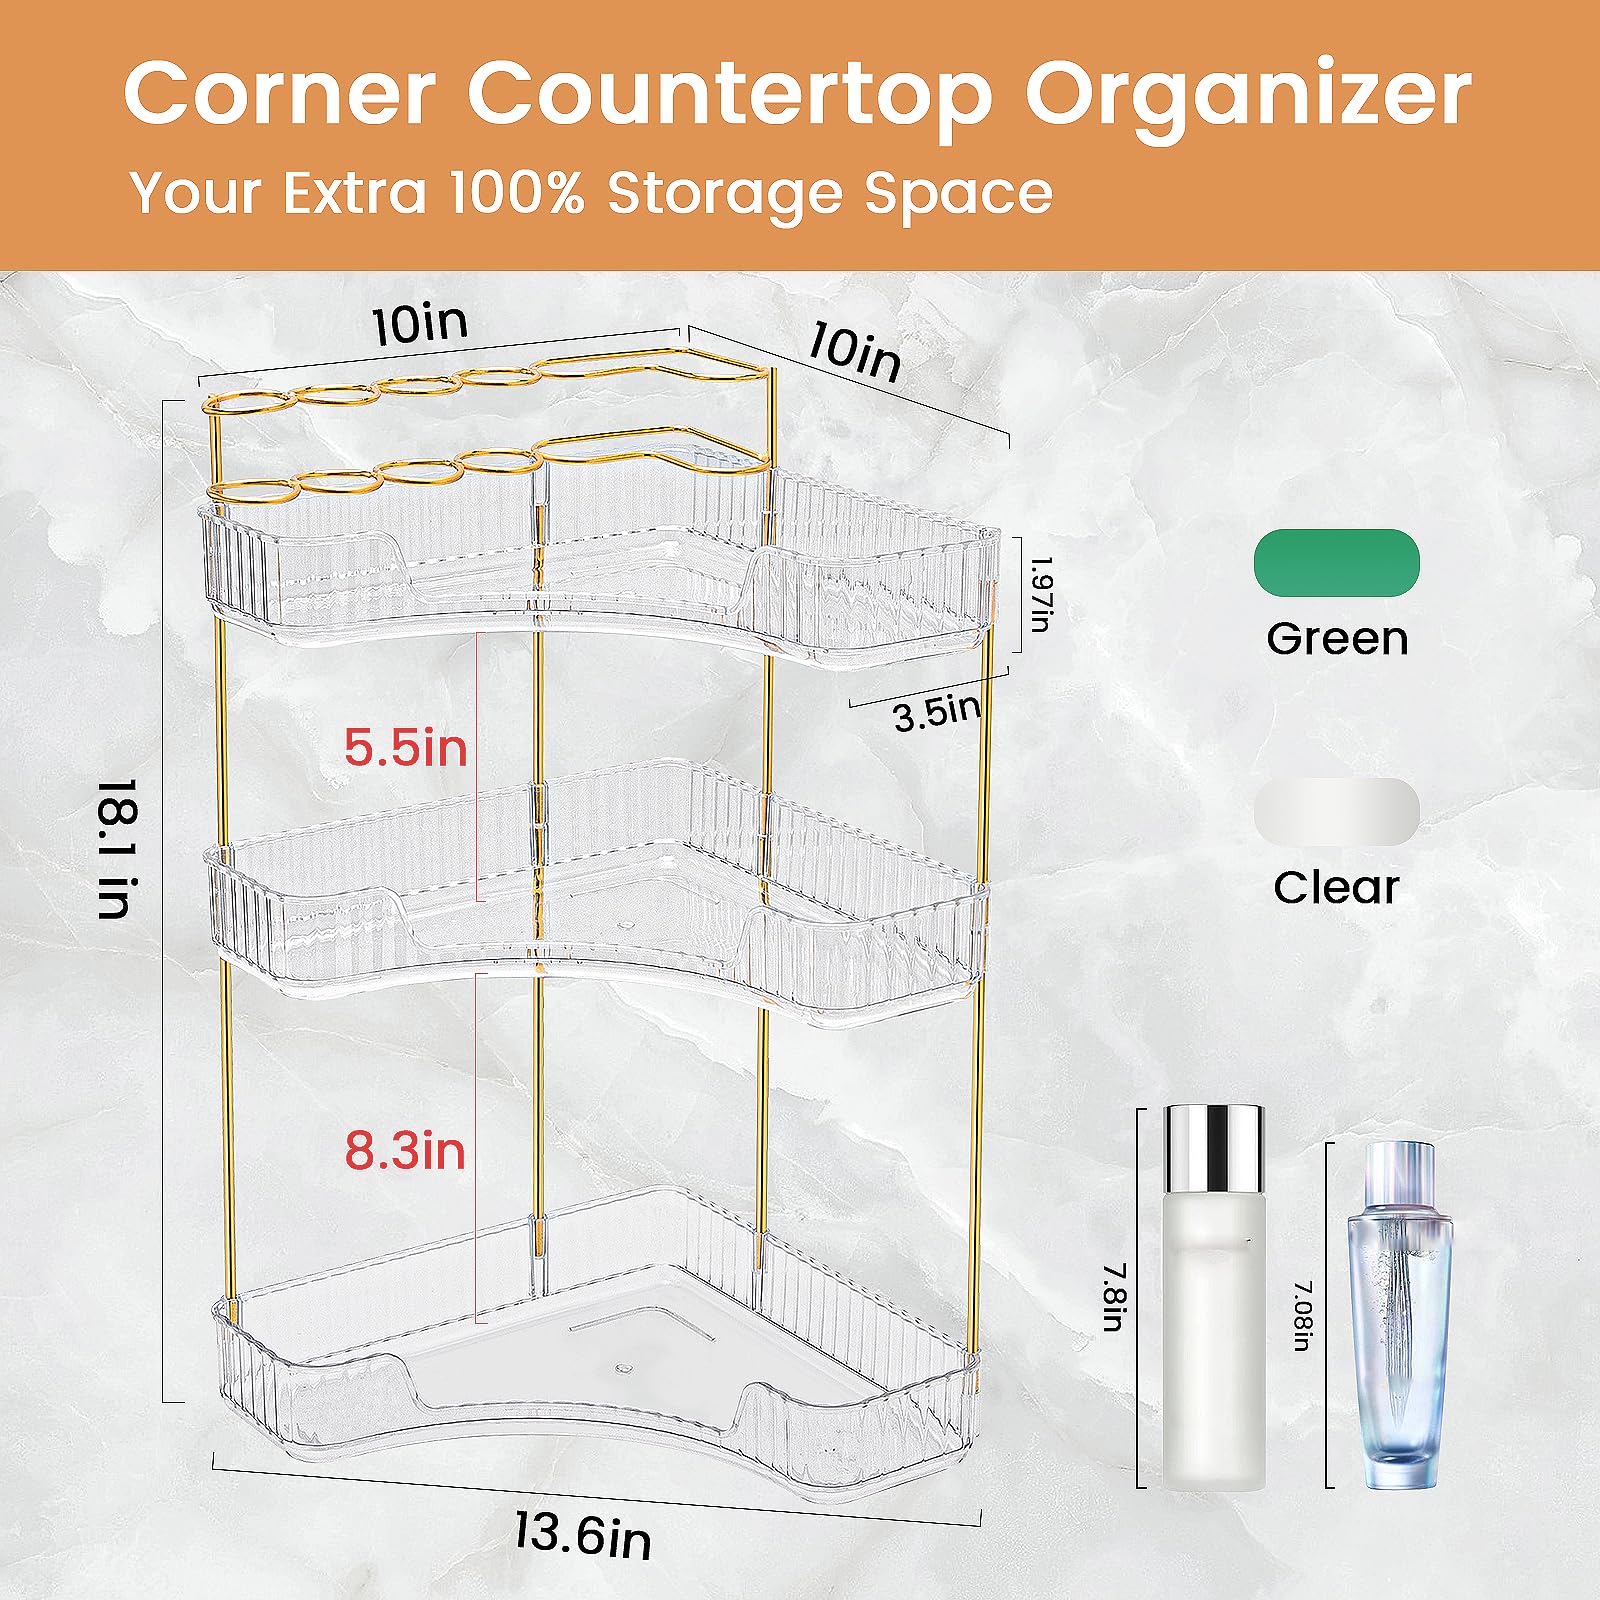 Corner Countertop Organizer
Your Extra 100% Storage Space
10in
10in
1.97in
3.5in
5.5in
18.1 in
8.3in
13.6in
Green
Clear
7.8in
7.08in